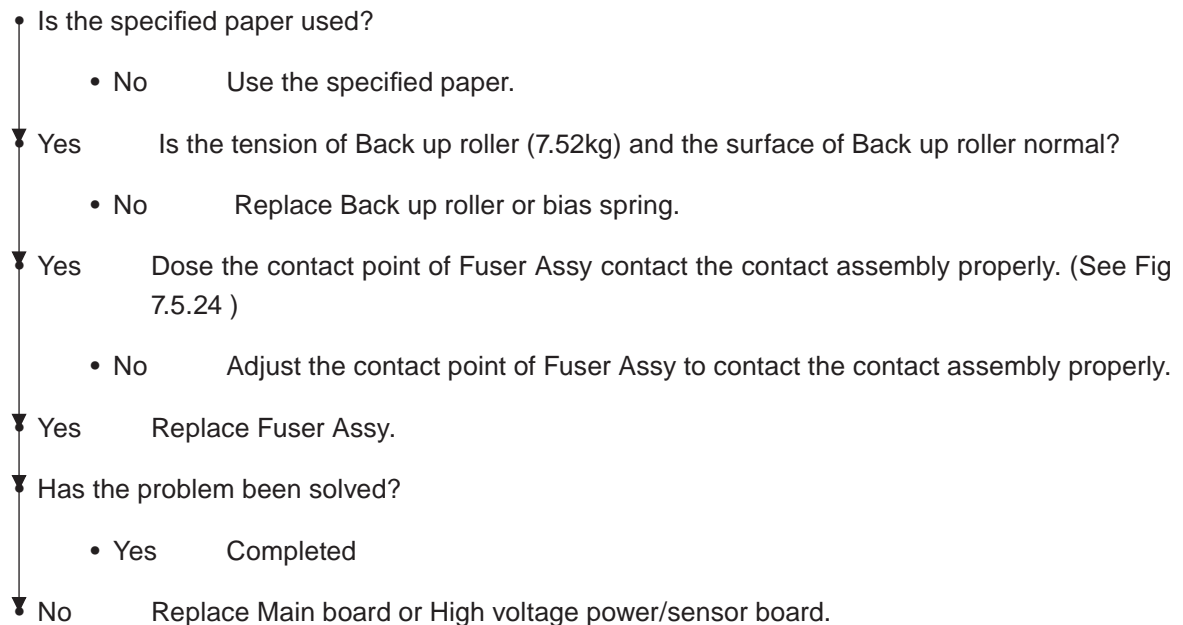 • Is the specified paper used?
• No Use the specified paper.
Yes Is the tension of Back up roller (7.52kg) and the surface of Back up roller normal?
• No Replace Back up roller or bias spring.
Yes Dose the contact point of Fuser Assy contact the contact assembly properly. (See Fig
7.5.24 )
• No Adjust the contact point of Fuser Assy to contact the contact assembly properly.
Yes Replace Fuser Assy.
Has the problem been solved?
• Yes Completed
No Replace Main board or High voltage power/sensor board.